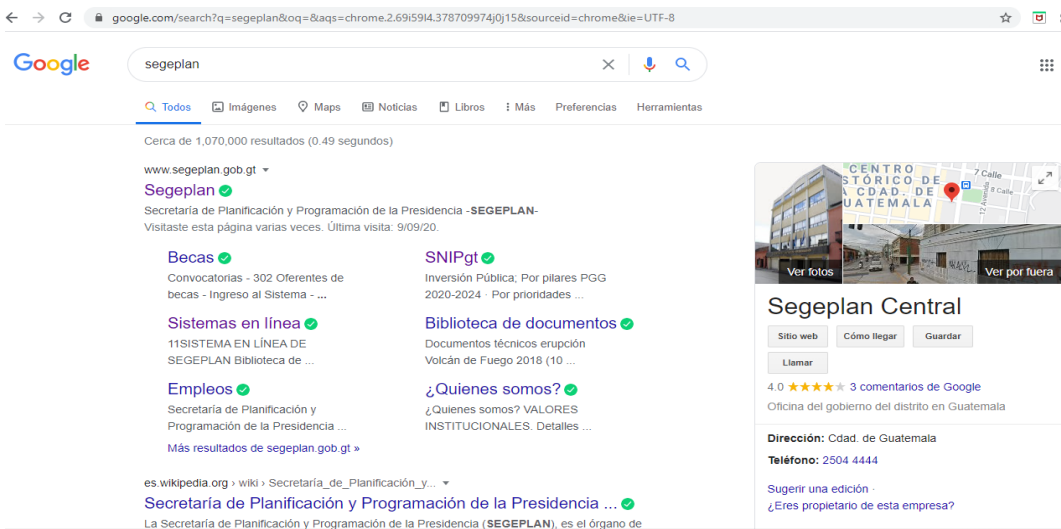 google.com/search?q=segeplan&oq=&aqs=chrome.2.69i59l4.378709974j0j15&sourceid=chrome&ie=UTF-8
Google
segeplan
Todos Imágenes Maps Noticias Libros Más Preferencias Herramientas
Cerca de 1,070,000 resultados (0.49 segundos)
www.segeplan.gob.gt
Segeplan
Secretaría de Planificación y Programación de la Presidencia -SEGEPLAN-
Visitaste esta página varias veces. Última visita: 9/09/20.
Becas
Convocatorias - 302 Oferentes de
becas - Ingreso al Sistema - ...
SNIPgt
Inversión Pública; Por pilares PGG
2020-2024 · Por prioridades ...
Sistemas en línea
11SISTEMA EN LÍNEA DE
SEGEPLAN Biblioteca de ...
Biblioteca de documentos
Documentos técnicos erupción
Volcán de Fuego 2018 (10 ...
Empleos
Secretaría de Planificación y
Programación de la Presidencia ...
¿Quienes somos?
¿Quienes somos? VALORES
INSTITUCIONALES. Detalles ...
Más resultados de segeplan.gob.gt »
es.wikipedia.org › wiki › Secretaría_de_Planificación_y...
Secretaría de Planificación y Programación de la Presidencia ...
La Secretaría de Planificación y Programación de la Presidencia (SEGEPLAN), es el órgano de
CENTRO
STÓRICO DE
A CDAD. DE
UATEMALA
7 Calle
8 Calle
12 Avenida
Ver fotos
Ver por fuera
Segeplan Central
Sitio web Cómo llegar Guardar
Llamar
4.0 3 comentarios de Google
Oficina del gobierno del distrito en Guatemala
Dirección: Cdad. de Guatemala
Teléfono: 2504 4444
Sugerir una edición ·
¿Eres propietario de esta empresa?